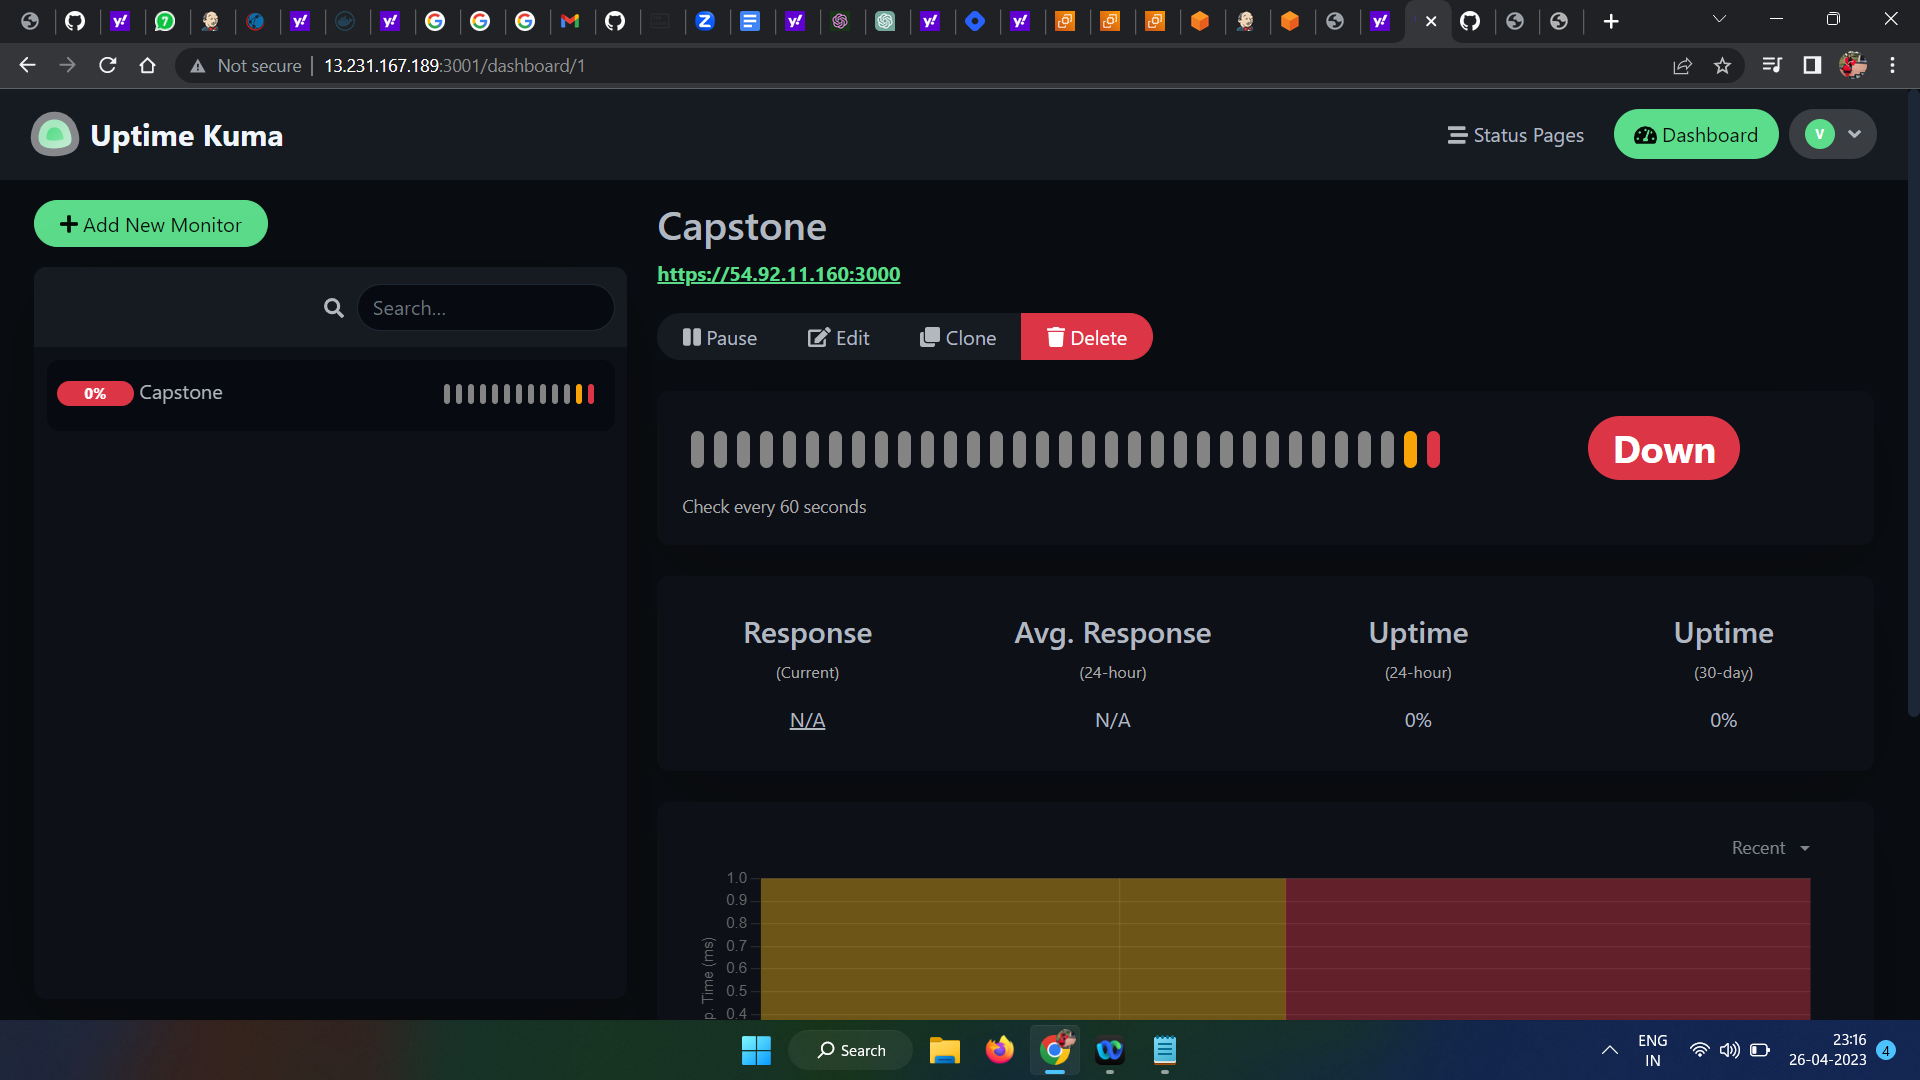 Not secure
13.231.167.189:3001/dashboard/1
Uptime Kuma
Status Pages
Dashboard
V
Add New Monitor
Search...
0% Capstone
Capstone
https://54.92.11.160:3000
Pause
Edit
Clone
Delete
Down
Check every 60 seconds
Response
(Current)
N/A
Avg. Response
(24-hour)
N/A
Uptime
(24-hour)
0%
Uptime
(30-day)
0%
Recent
1.0
0.9
0.8
0.7
0.6
0.5
0.4
p. Time (ms)
Search
ENG
IN
23:16
26-04-2023
4